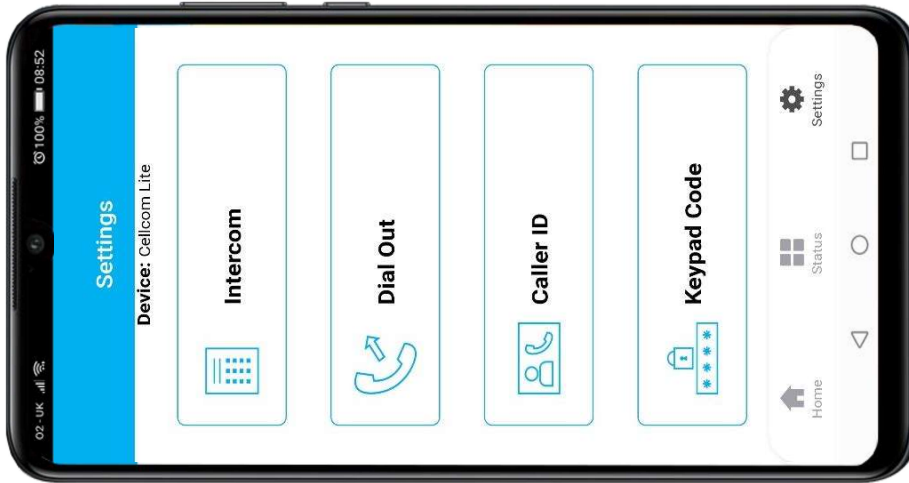 O2-UK 100% 08:52
Settings
Device: Cellcom Lite
Intercom
Dial Out
Caller ID
Keypad Code
* * * *
Home Status Settings